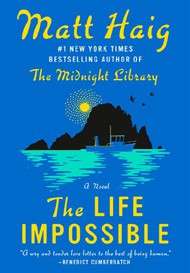 Matt Haig
#1 NEW YORK TIMES
BESTSELLING AUTHOR OF
The Midnight Library
A Novel
The LIFE
IMPOSSIBLE
"A wry and tender love letter to the best of being human."
—BENEDICT CUMBERBATCH